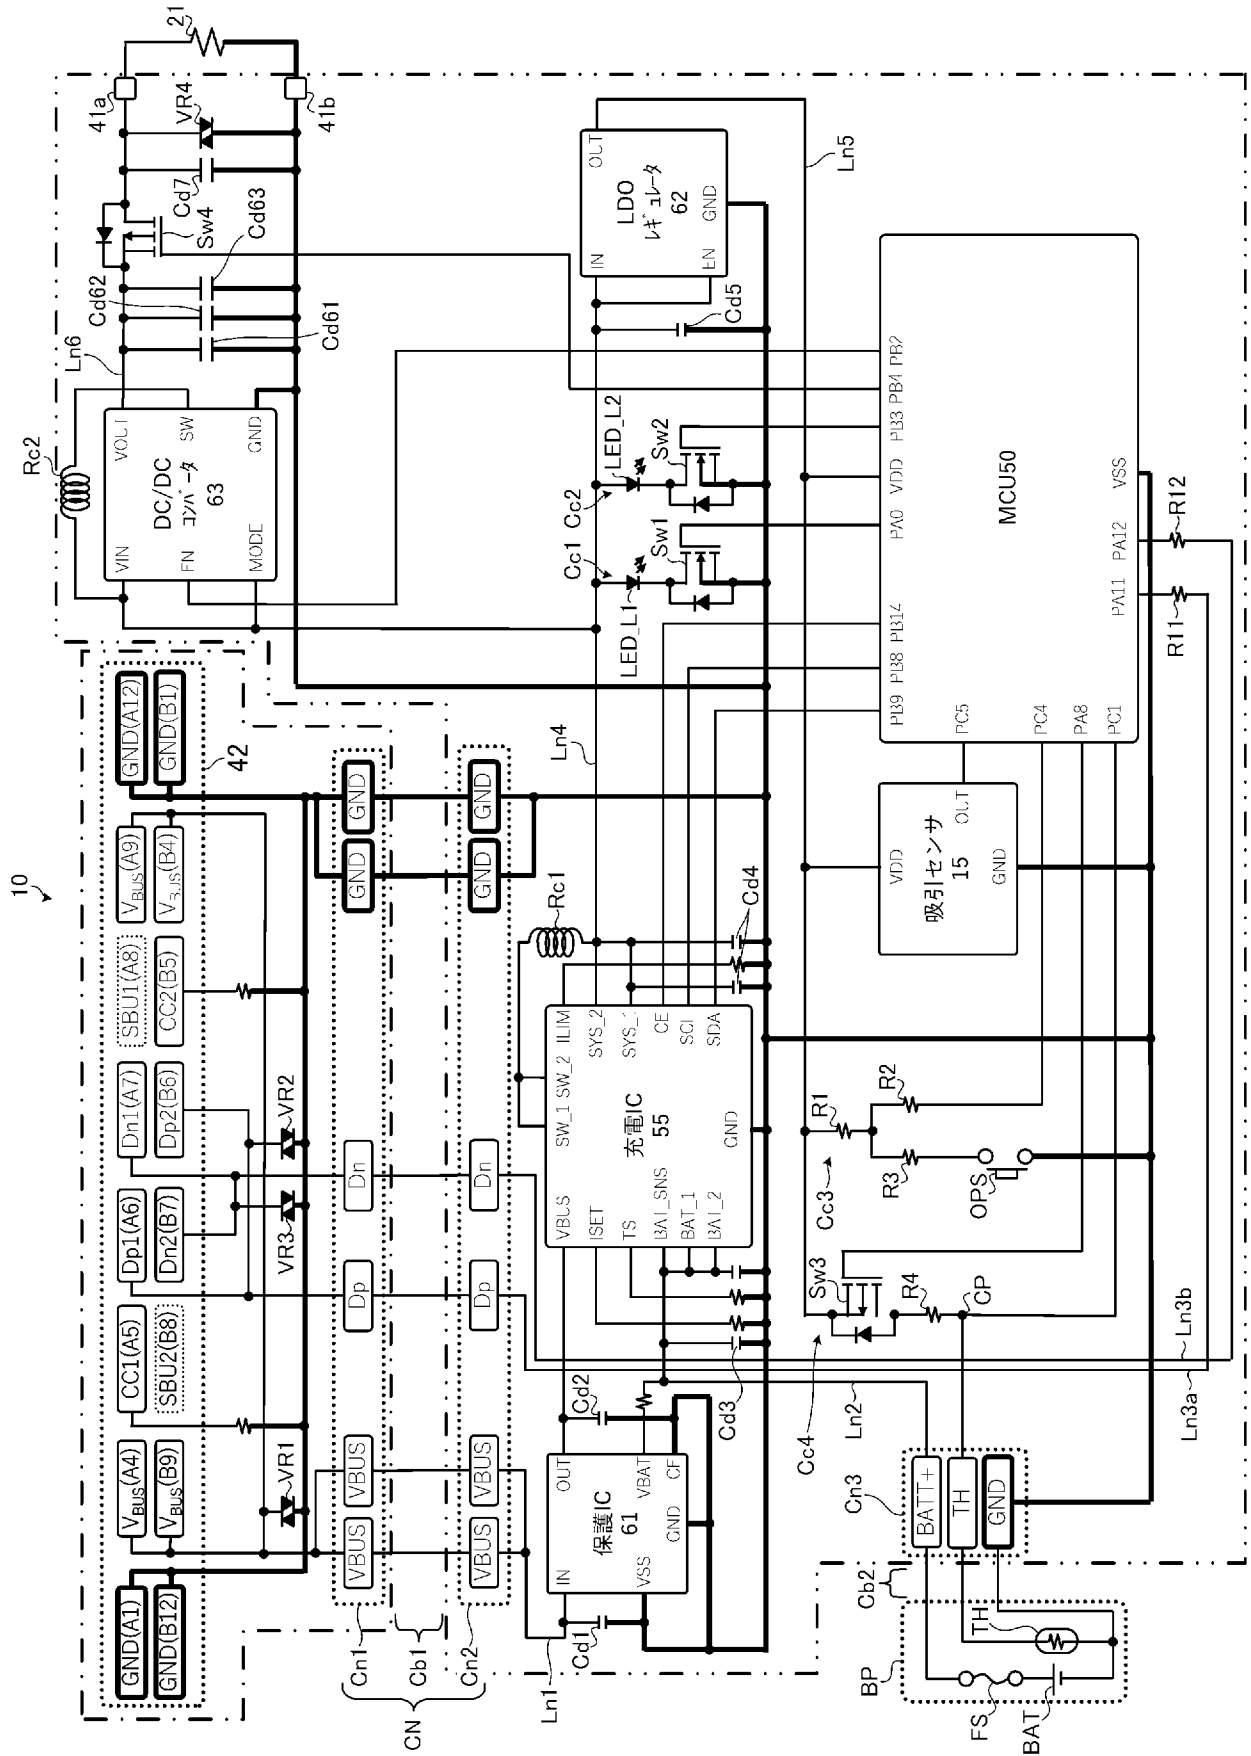 10
GND(A1)
GND(B12)
VBUS(A4)
VBUS(B9)
CC1(A5)
SBU2(B8)
Dp1(A6)
Dn2(B7)
Dn1(A7)
Dp2(B6)
SBU1(A8)
CC2(B5)
VBUS(A9)
GND(A12)
GND(B1)
42
VR1
VR3
VR2
VBUS
VBUS
Dp
Dn
GND
GND
VBUS
VBUS
Dp
Dn
GND
GND
Cn1
Cb1
Cn2
CN
Rc2
VIN
VOUT
FN
SW
MODE
GND
DC/DC
コンバータ
63
Ln6
Cd62
Cd61
Cd63
Sw4
Cd7
VR4
41a
41b
21
Ln1
Cd1
IN
OUT
VSS
VBAT
GND
CE
保護IC
61
Cd2
Cd3
VBUS
ISET
TS
BAT_SNS
BAT_1
BAT_2
SW_1
SW_2
ILIM
SYS_2
CE
SDA
GND
充電IC
55
Rc1
Cd4
Ln4
LED_L1
Cc1
Sw1
LED_L2
Cc2
Sw2
Cd5
IN
OUT
EN
GND
LDO
レギュレータ
62
Ln5
PB9
PB8
PB14
PA0
VDD
PB3
PB4
PB2
PC5
PC4
PA8
PC1
PA11
PA12
VSS
MCU50
R11
R12
VDD
OUT
GND
吸引センサ
15
Cc3
R1
R2
R3
OPS
Cc4
Sw3
R4
CP
Ln2
Ln3a
Ln3b
Cn3
BATT+
TH
GND
Cb2
BP
TH
FS
BAT